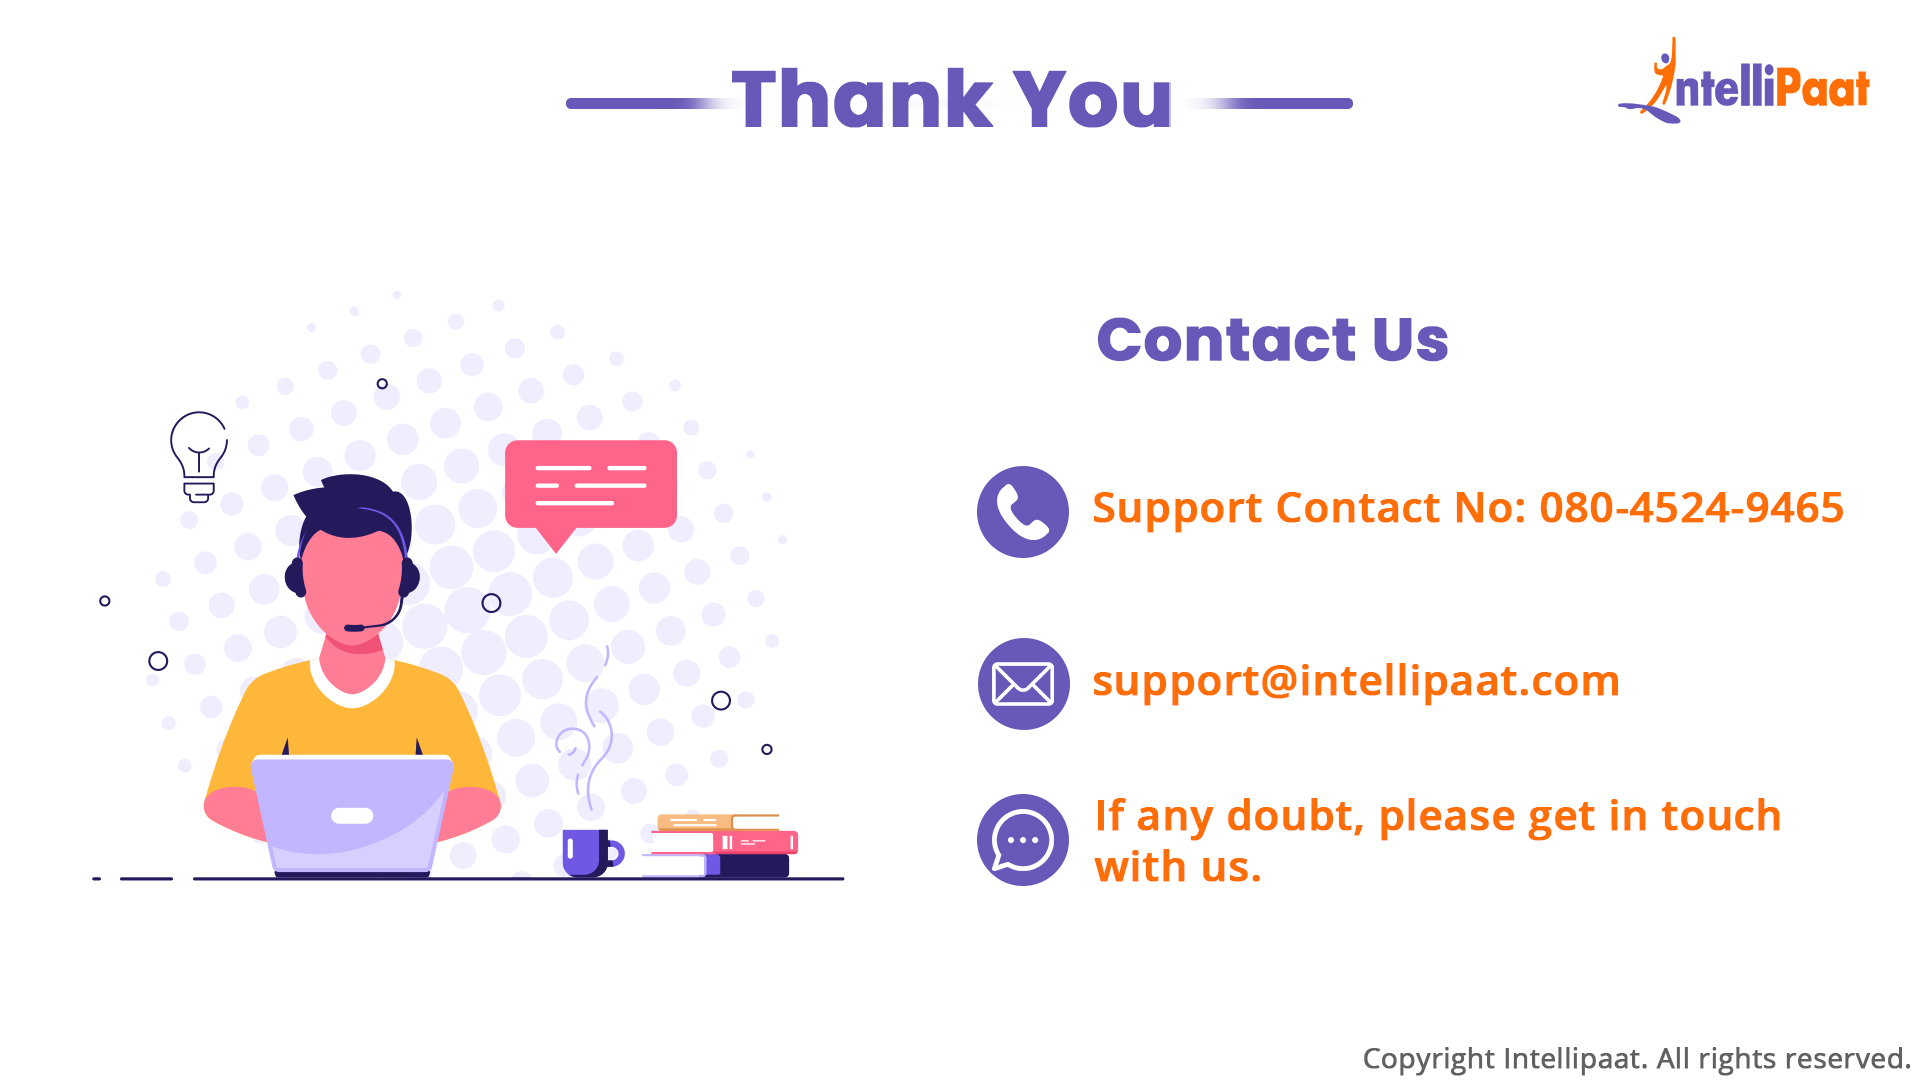 Thank You
IntelliPaat
Contact Us
Support Contact No: 080-4524-9465
support@intellipaat.com
If any doubt, please get in touch
with us.
Copyright Intellipaat. All rights reserved.